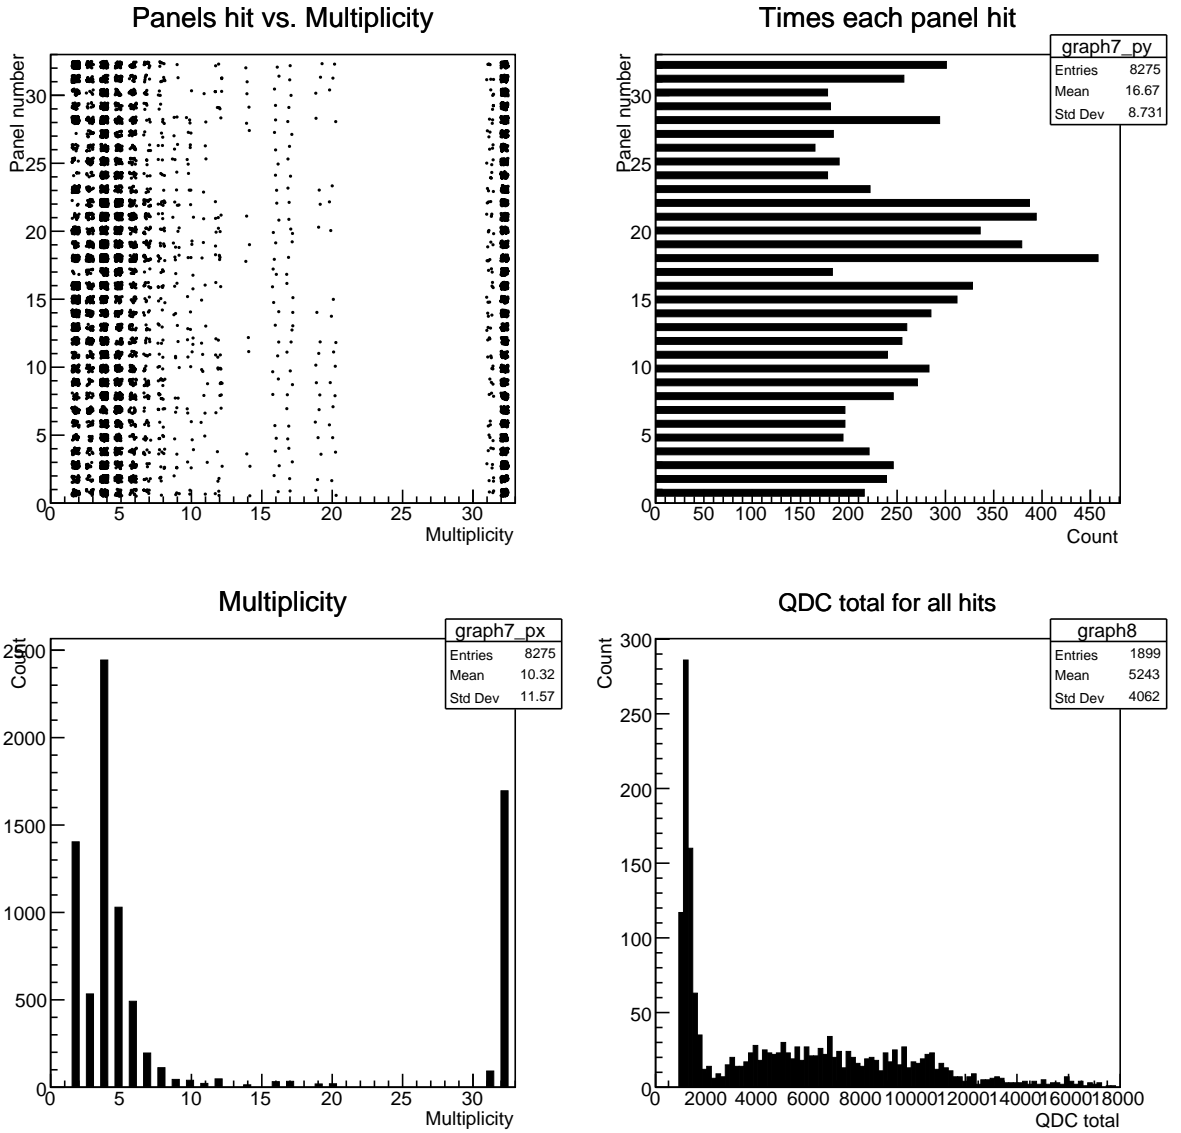 Panels hit vs. Multiplicity
Panel number
30
25
20
15
10
5
0
0 5 10 15 20 25 30
Multiplicity
Times each panel hit
graph7_py
Entries 8275
Mean 16.67
Std Dev 8.731
Panel number
30
25
20
15
10
5
0
0 50 100 150 200 250 300 350 400 450
Count
Multiplicity
graph7_px
Entries 8275
Mean 10.32
Std Dev 11.57
Count
2500
2000
1500
1000
500
0
0 5 10 15 20 25 30
Multiplicity
QDC total for all hits
graph8
Entries 1899
Mean 5243
Std Dev 4062
Count
300
250
200
150
100
50
0
0 2000 4000 6000 8000 10000 12000 14000 16000 18000
QDC total